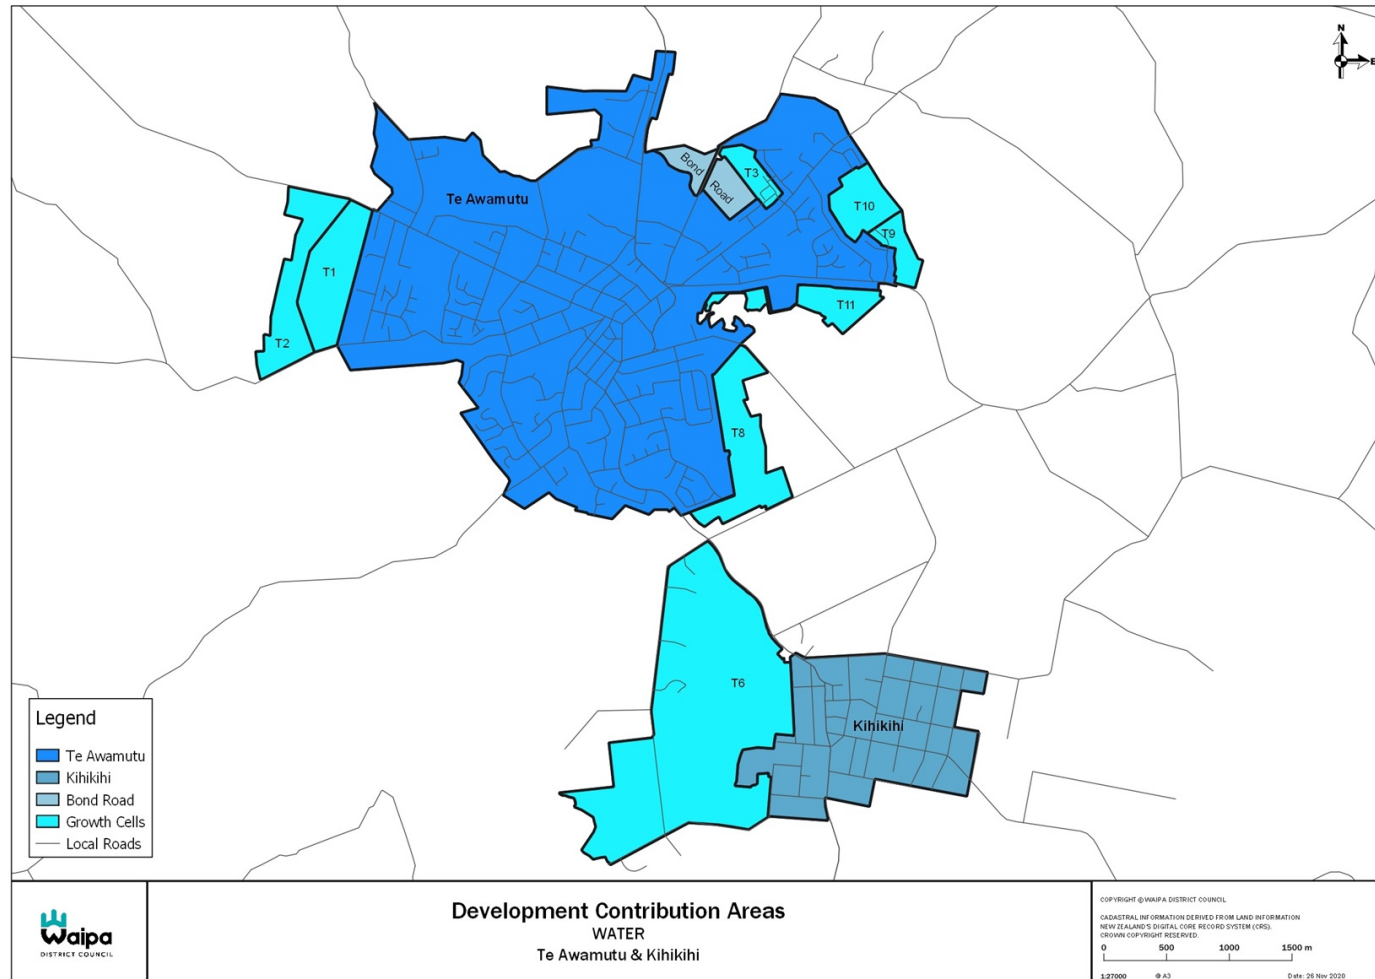 N
E
Bond
Road
T3
Te Awamutu
T10
T9
T1
T11
T2
T8
T6
Kihikihi
Legend
Te Awamutu
Kihikihi
Bond Road
Growth Cells
Local Roads
Waipa
DISTRICT COUNCIL
Development Contribution Areas
WATER
Te Awamutu & Kihikihi
COPYRIGHT @ WAIPA DISTRICT COUNCIL
CADASTRAL INFORMATION DERIVED FROM LAND INFORMATION
NEW ZEALAND'S DIGITAL CORE RECORD SYSTEM (CRS).
CROWN COPYRIGHT RESERVED.
0 500 1000 1500 m
1:27000 @ A3 Date: 26 Nov 2020